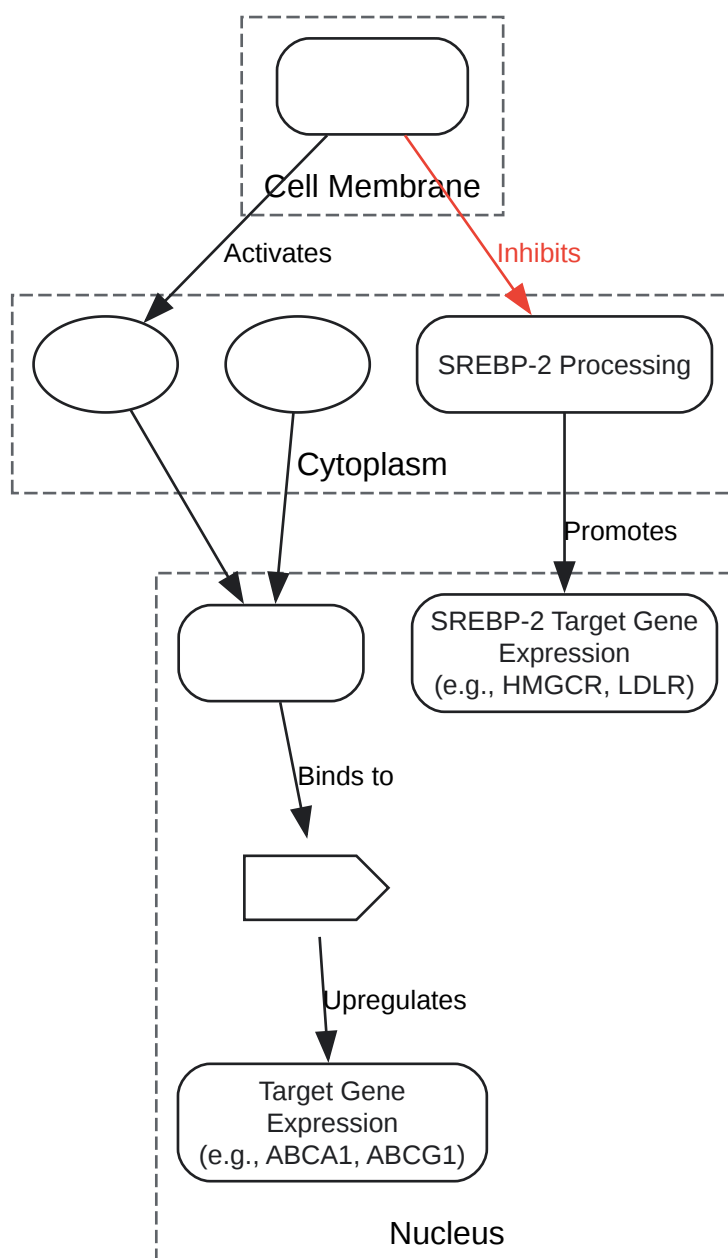 Cell Membrane
Activates
Inhibits
SREBP-2 Processing
Cytoplasm
Promotes
SREBP-2 Target Gene
Expression
(e.g., HMGCR, LDLR)
Binds to
Upregulates
Target Gene
Expression
(e.g., ABCA1, ABCG1)
Nucleus